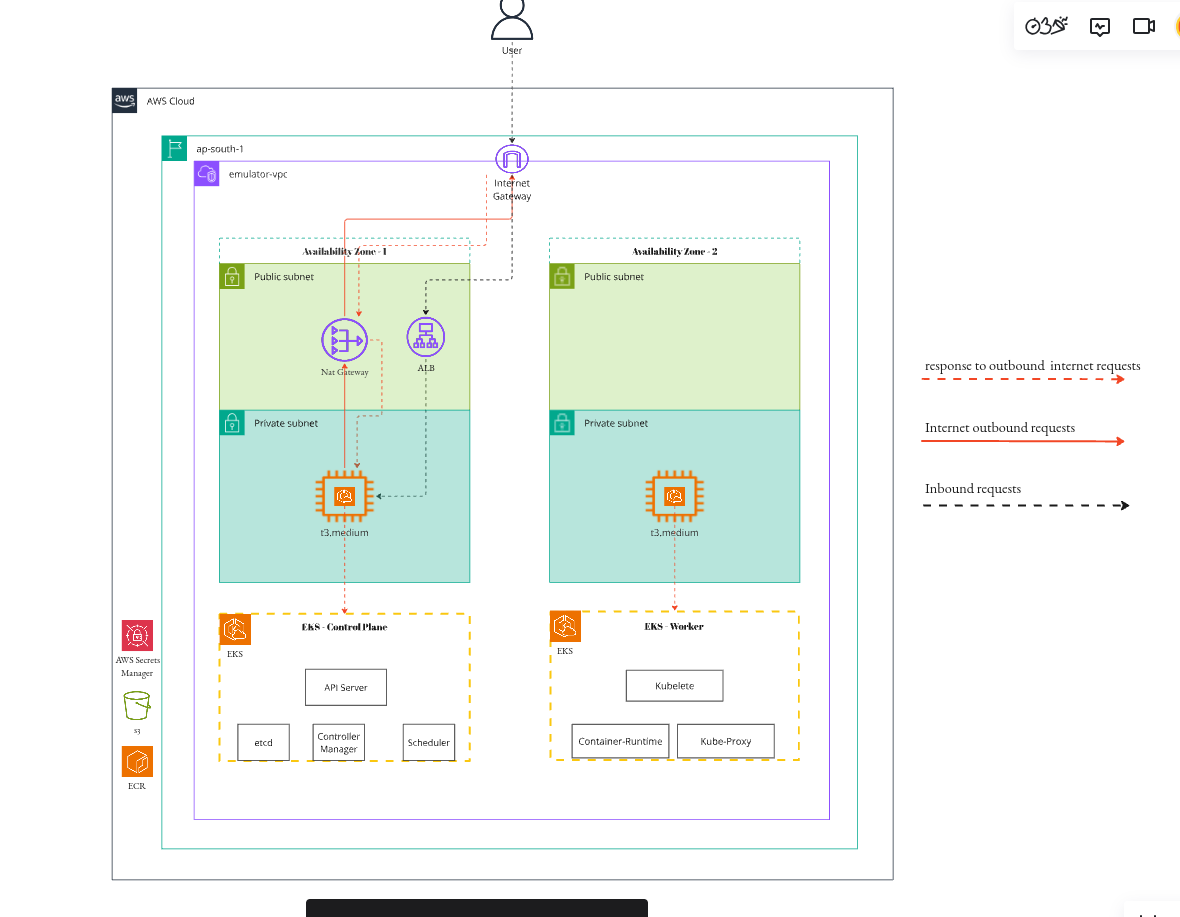 User
aws
AWS Cloud
ap-south-1
emulator-vpc
Internet
Gateway
Availability Zone - 1
Availability Zone - 2
Public subnet
Public subnet
Nat Gateway
ALB
response to outbound internet requests
Internet outbound requests
Inbound requests
Private subnet
Private subnet
t3.medium
t3.medium
EKS - Control Plane
EKS - Worker
EKS
EKS
AWS Secrets
Manager
s3
ECR
API Server
Kubelete
etcd
Controller
Manager
Scheduler
Container-Runtime
Kube-Proxy